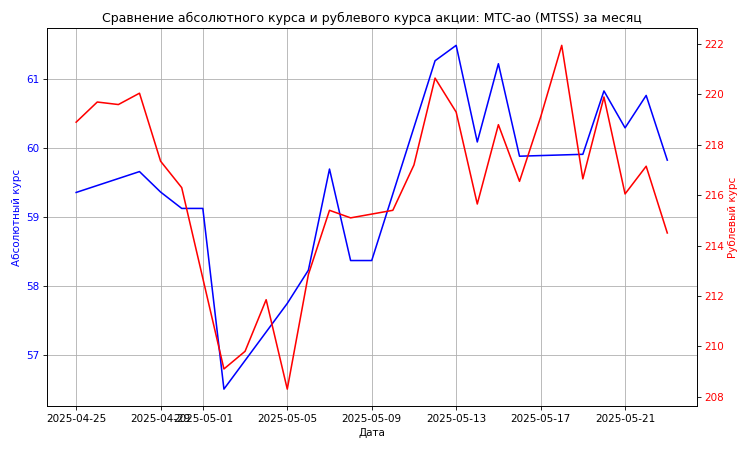 Сравнение абсолютного курса и рублевого курса акции: МТС-ао (MTSS) за месяц
Абсолютный курс
61
60
59
58
57
222
220
218
216
214
212
210
208
Рублевый курс
2025-04-25 2025-04-29 2025-05-01 2025-05-05 2025-05-09 2025-05-13 2025-05-17 2025-05-21
Дата